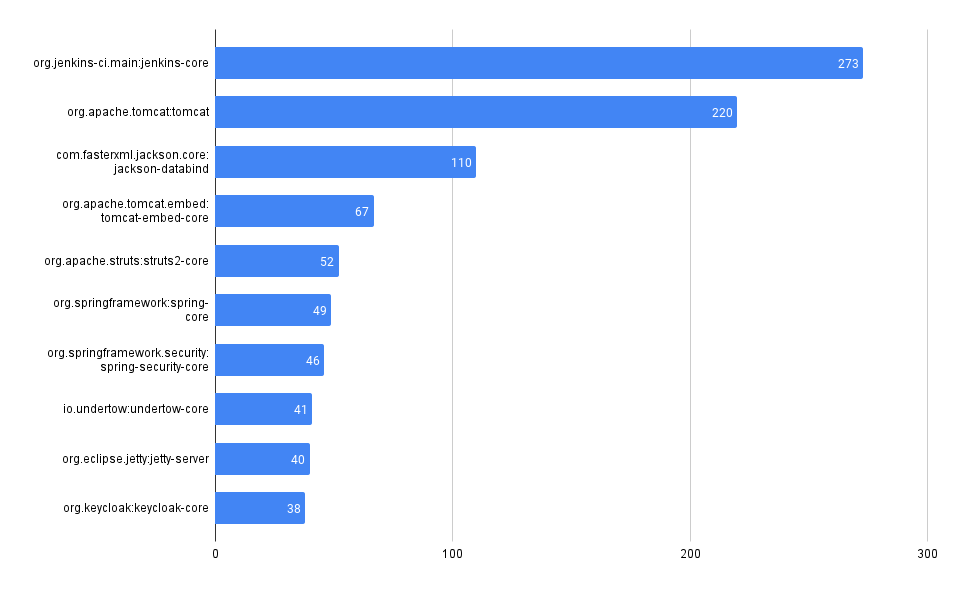 org.jenkins-ci.main:jenkins-core
273
org.apache.tomcat:tomcat
220
com.fasterxml.jackson.core:
jackson-databind
110
org.apache.tomcat.embed:
tomcat-embed-core
67
org.apache.struts:struts2-core
52
org.springframework:spring-
core
49
org.springframework.security:
spring-security-core
46
io.undertow:undertow-core
41
org.eclipse.jetty:jetty-server
40
org.keycloak:keycloak-core
38
0 100 200 300